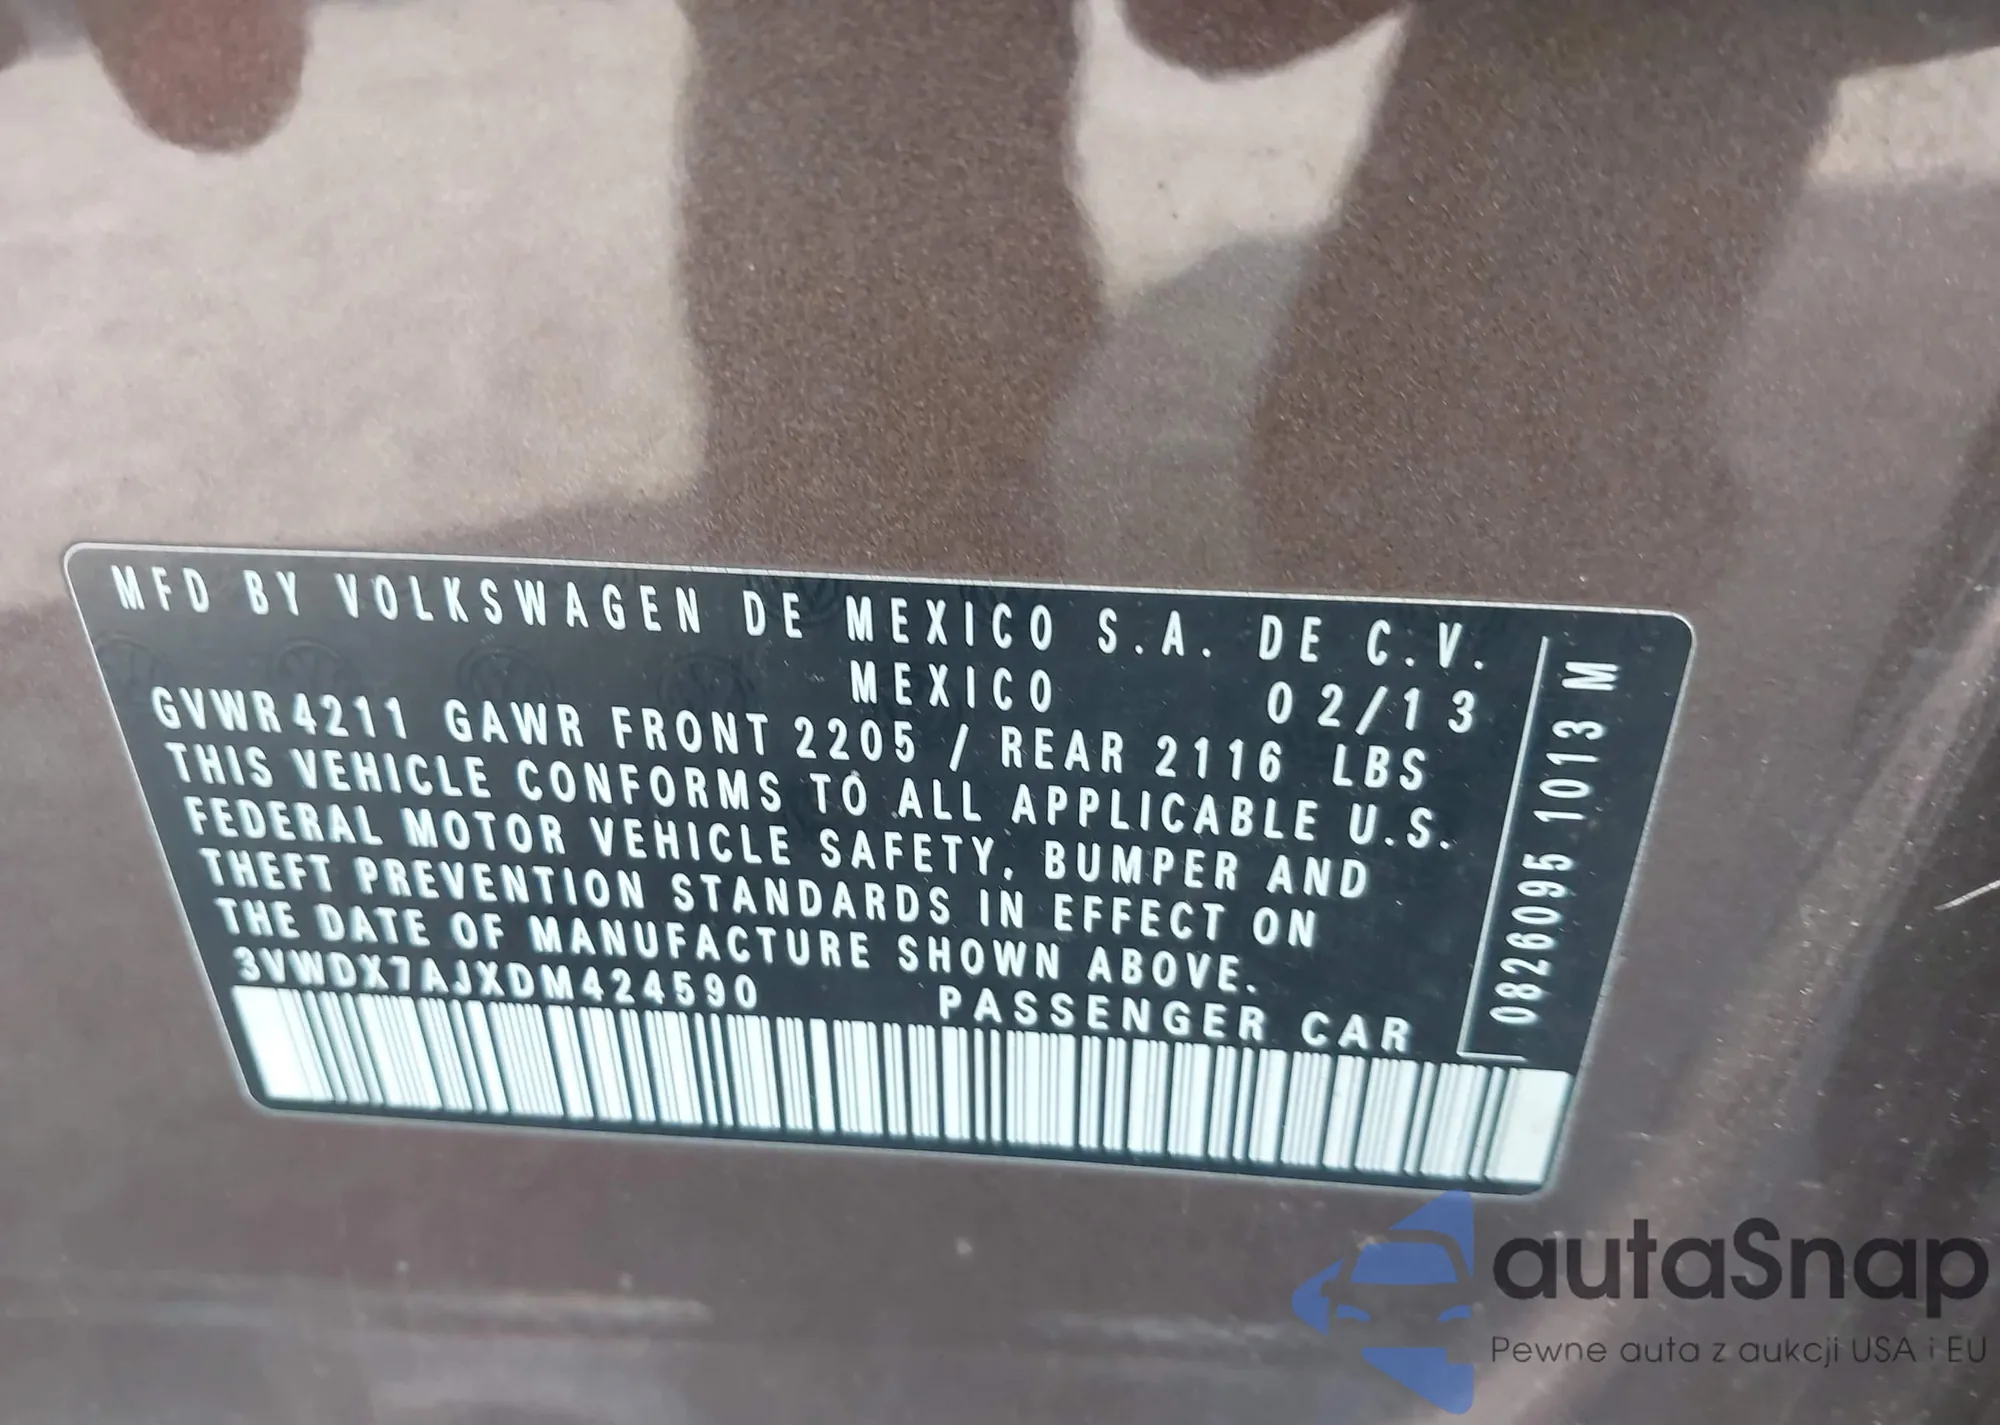 MFD BY VOLKSWAGEN DE MEXICO S.A. DE C.V.
MEXICO 02/13
GVWR 4211 GAWR FRONT 2205 / REAR 2116 LBS
THIS VEHICLE CONFORMS TO ALL APPLICABLE U.S.
FEDERAL MOTOR VEHICLE SAFETY, BUMPER AND
THEFT PREVENTION STANDARDS IN EFFECT ON
THE DATE OF MANUFACTURE SHOWN ABOVE.
3VWDX7AJXDM424590 PASSENGER CAR
0826095 1013 M
autaSnap
Pewne auta z aukcji USA i EU